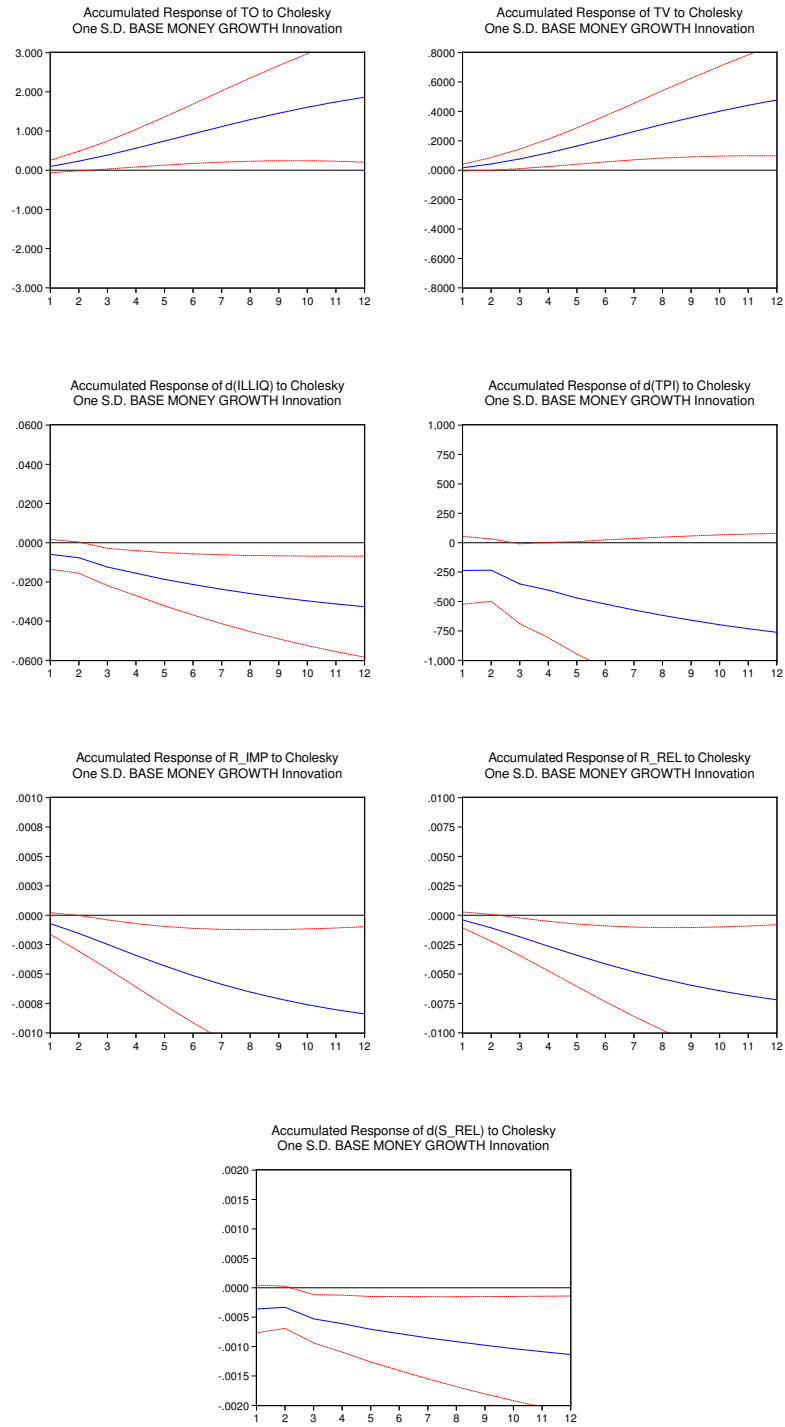 Accumulated Response of TO to Cholesky
One S.D. BASE MONEY GROWTH Innovation
3.000
2.000
1.000
0.000
-1.000
-2.000
-3.000
1 2 3 4 5 6 7 8 9 10 11 12
Accumulated Response of TV to Cholesky
One S.D. BASE MONEY GROWTH Innovation
.8000
.6000
.4000
.2000
.0000
-.2000
-.4000
-.6000
-.8000
1 2 3 4 5 6 7 8 9 10 11 12
Accumulated Response of d(ILLIQ) to Cholesky
One S.D. BASE MONEY GROWTH Innovation
.0600
.0400
.0200
.0000
-.0200
-.0400
-.0600
1 2 3 4 5 6 7 8 9 10 11 12
Accumulated Response of d(TPI) to Cholesky
One S.D. BASE MONEY GROWTH Innovation
1,000
750
500
250
0
-250
-500
-750
-1,000
1 2 3 4 5 6 7 8 9 10 11 12
Accumulated Response of R_IMP to Cholesky
One S.D. BASE MONEY GROWTH Innovation
.0010
.0008
.0005
.0003
.0000
-.0003
-.0005
-.0008
-.0010
1 2 3 4 5 6 7 8 9 10 11 12
Accumulated Response of R_REL to Cholesky
One S.D. BASE MONEY GROWTH Innovation
.0100
.0075
.0050
.0025
.0000
-.0025
-.0050
-.0075
-.0100
1 2 3 4 5 6 7 8 9 10 11 12
Accumulated Response of d(S_REL) to Cholesky
One S.D. BASE MONEY GROWTH Innovation
.0020
.0015
.0010
.0005
.0000
-.0005
-.0010
-.0015
-.0020
1 2 3 4 5 6 7 8 9 10 11 12